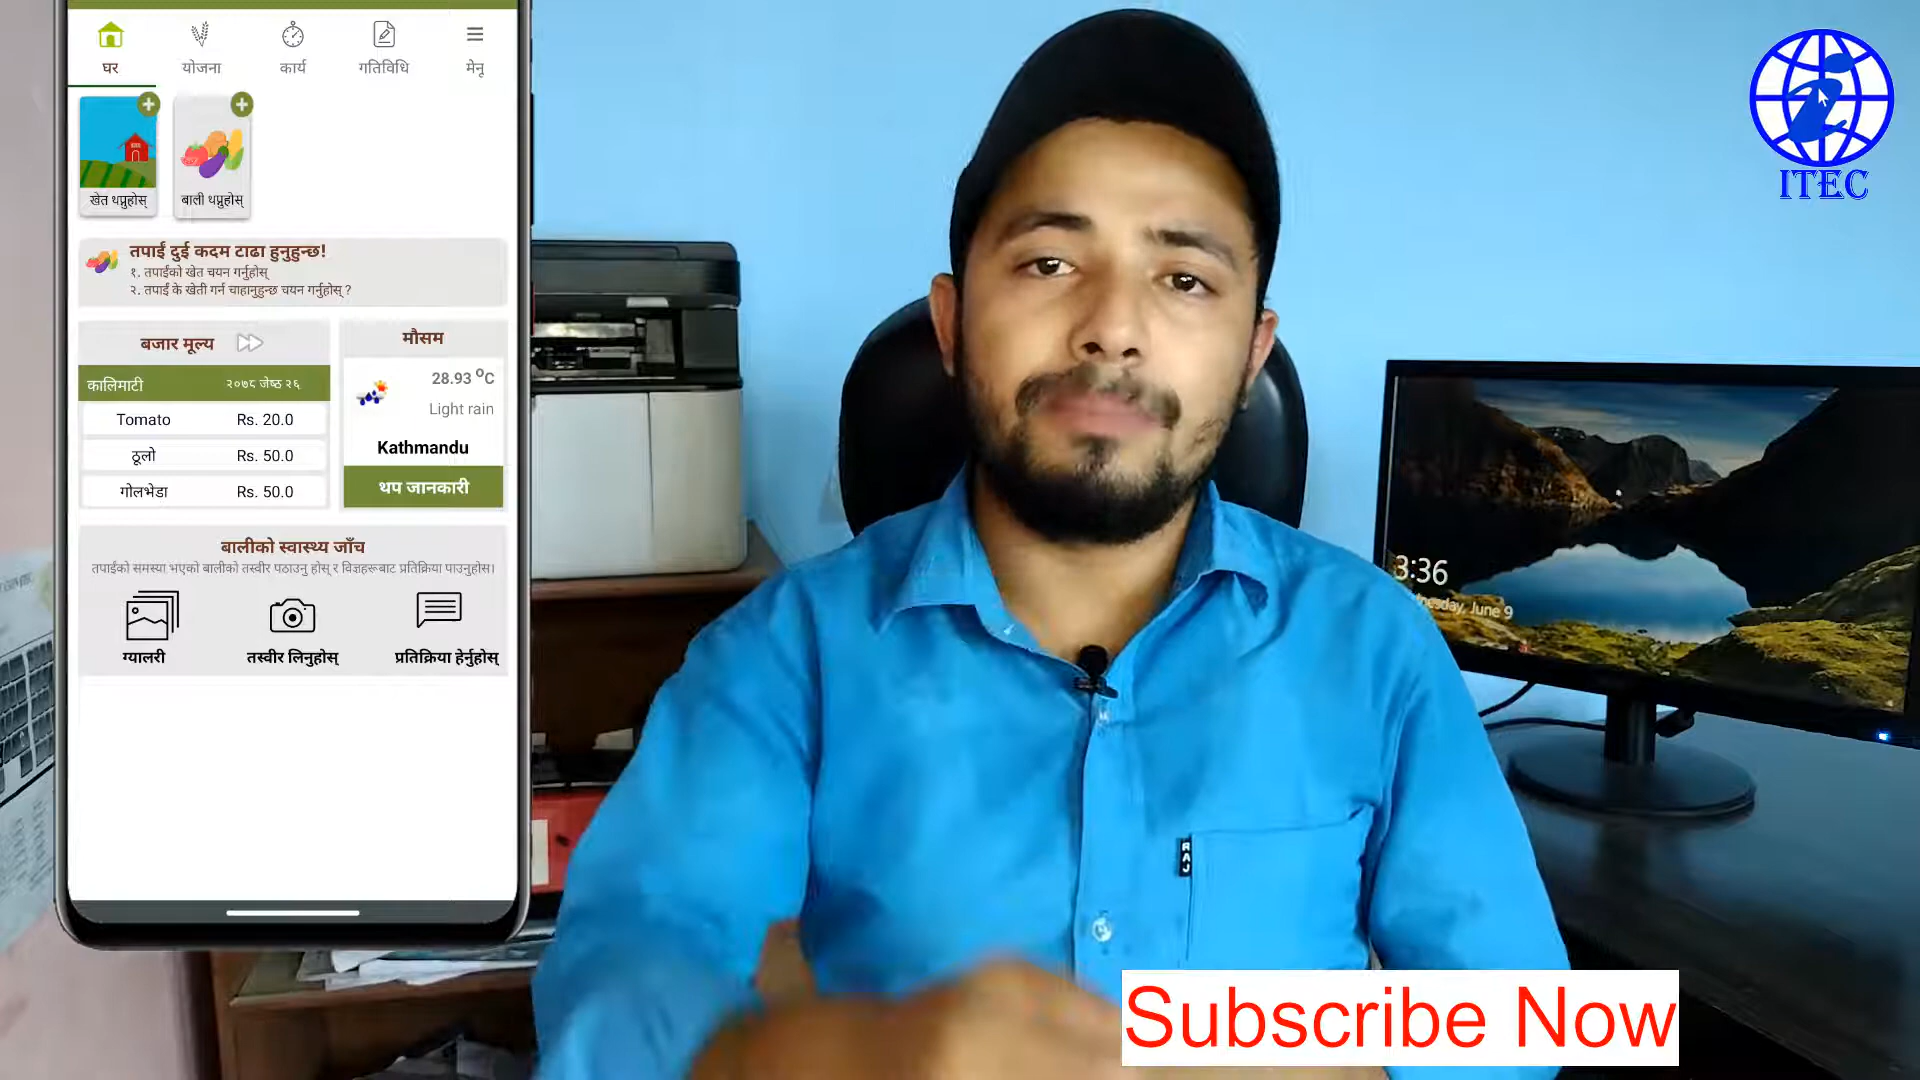 घर
योजना
कार्य
गतिविधि
मेनू
खेत थप्नुहोस्
बाली थप्नुहोस्
तपाईं दुई कदम टाढा हुनुहुन्छ!
१. तपाईंको खेत चयन गर्नुहोस्
२. तपाईं के खेती गर्न चाहानुहुन्छ चयन गर्नुहोस् ?
बजार मूल्य
कालिमाटी २०७८ जेष्ठ २६
Tomato Rs. 20.0
ठूलो Rs. 50.0
गोलभेडा Rs. 50.0
मौसम
28.93 ⁰C
Light rain
Kathmandu
थप जानकारी
बालीको स्वास्थ्य जाँच
तपाईंको समस्या भएको बालीको तस्वीर पठाउनु होस् र विज्ञहरूबाट प्रतिक्रिया पाउनुहोस।
ग्यालरी
तस्वीर लिनुहोस्
प्रतिक्रिया हेर्नुहोस्
ITEC
3:36
June 9
RAJ
Subscribe Now